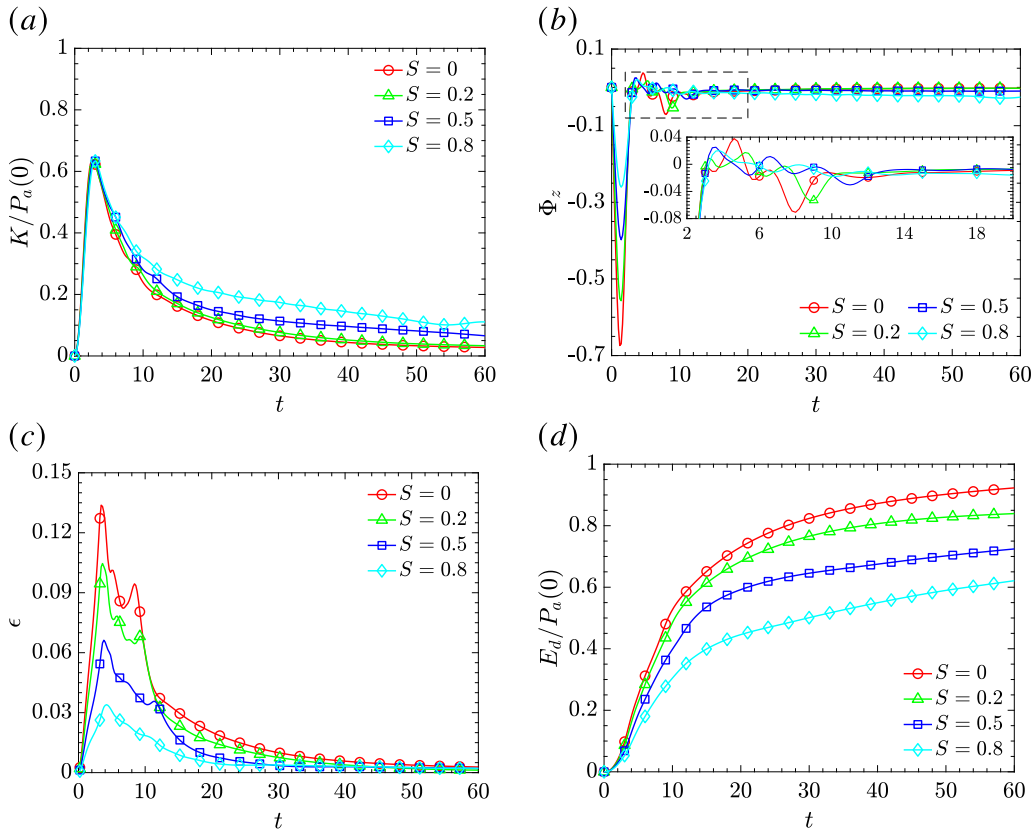 (a)
K/P_a(0)
1
0.8
0.6
0.4
0.2
0
0 10 20 30 40 50 60
t
S = 0
S = 0.2
S = 0.5
S = 0.8
(b)
Φ_z
0.1
-0.1
-0.3
-0.5
-0.7
0 10 20 30 40 50 60
t
0.04
0
-0.04
-0.08
2 6 10 14 18
S = 0
S = 0.2
S = 0.5
S = 0.8
(c)
ϵ
0.15
0.12
0.09
0.06
0.03
0
0 10 20 30 40 50 60
t
S = 0
S = 0.2
S = 0.5
S = 0.8
(d)
E_d/P_a(0)
1
0.8
0.6
0.4
0.2
0
0 10 20 30 40 50 60
t
S = 0
S = 0.2
S = 0.5
S = 0.8